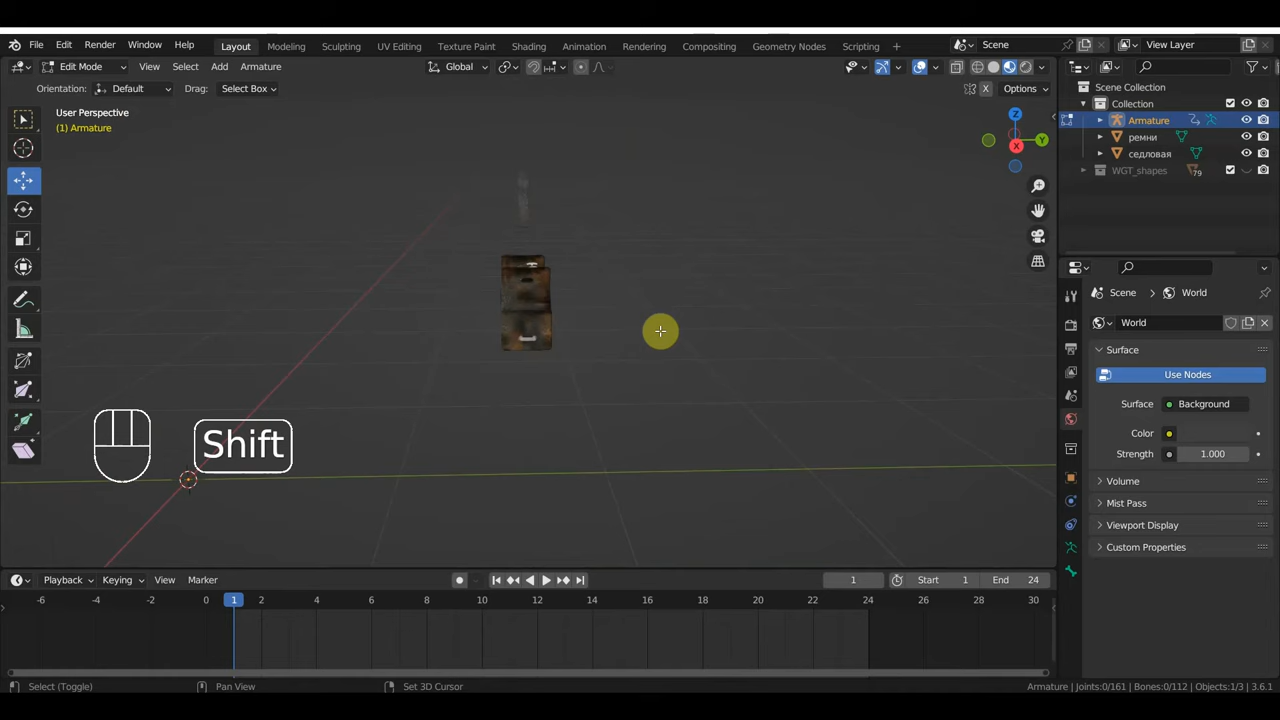 File Edit Render Window Help Layout Modeling Sculpting UV Editing Texture Paint Shading Animation Rendering Compositing Geometry Nodes Scripting + Scene View Layer
Edit Mode View Select Add Armature Global Options
Orientation: Default Drag: Select Box X
User Perspective
(1) Armature
Z
Y
X
Scene Collection
Collection
Armature
ремни
седловая
WGT_shapes 79
Scene World
World
Surface
Use Nodes
Surface Background
Color
Strength 1.000
Volume
Mist Pass
Viewport Display
Custom Properties
Shift
Playback Keying View Marker 1 Start 1 End 24
-6 -4 -2 0 1 2 4 6 8 10 12 14 16 18 20 22 24 26 28 30
Select (Toggle) Pan View Set 3D Cursor Armature | Joints:0/161 | Bones:0/112 | Objects:1/3 | 3.6.1